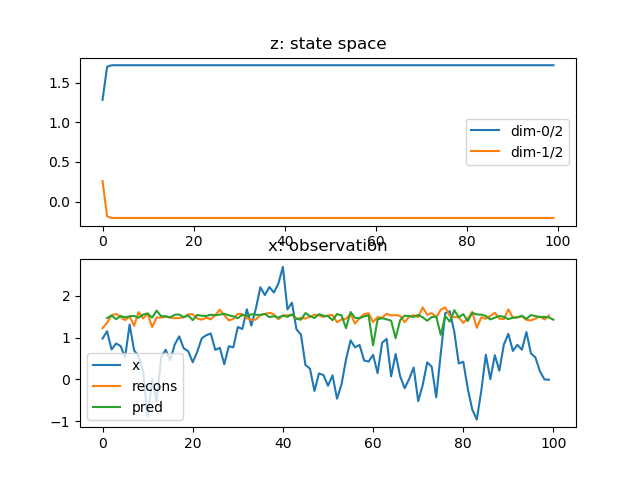 z: state space
1.5
1.0
0.5
0.0
dim-0/2
dim-1/2
0 20 40 60 80 100
x: observation
2
1
0
−1
x
recons
pred
0 20 40 60 80 100